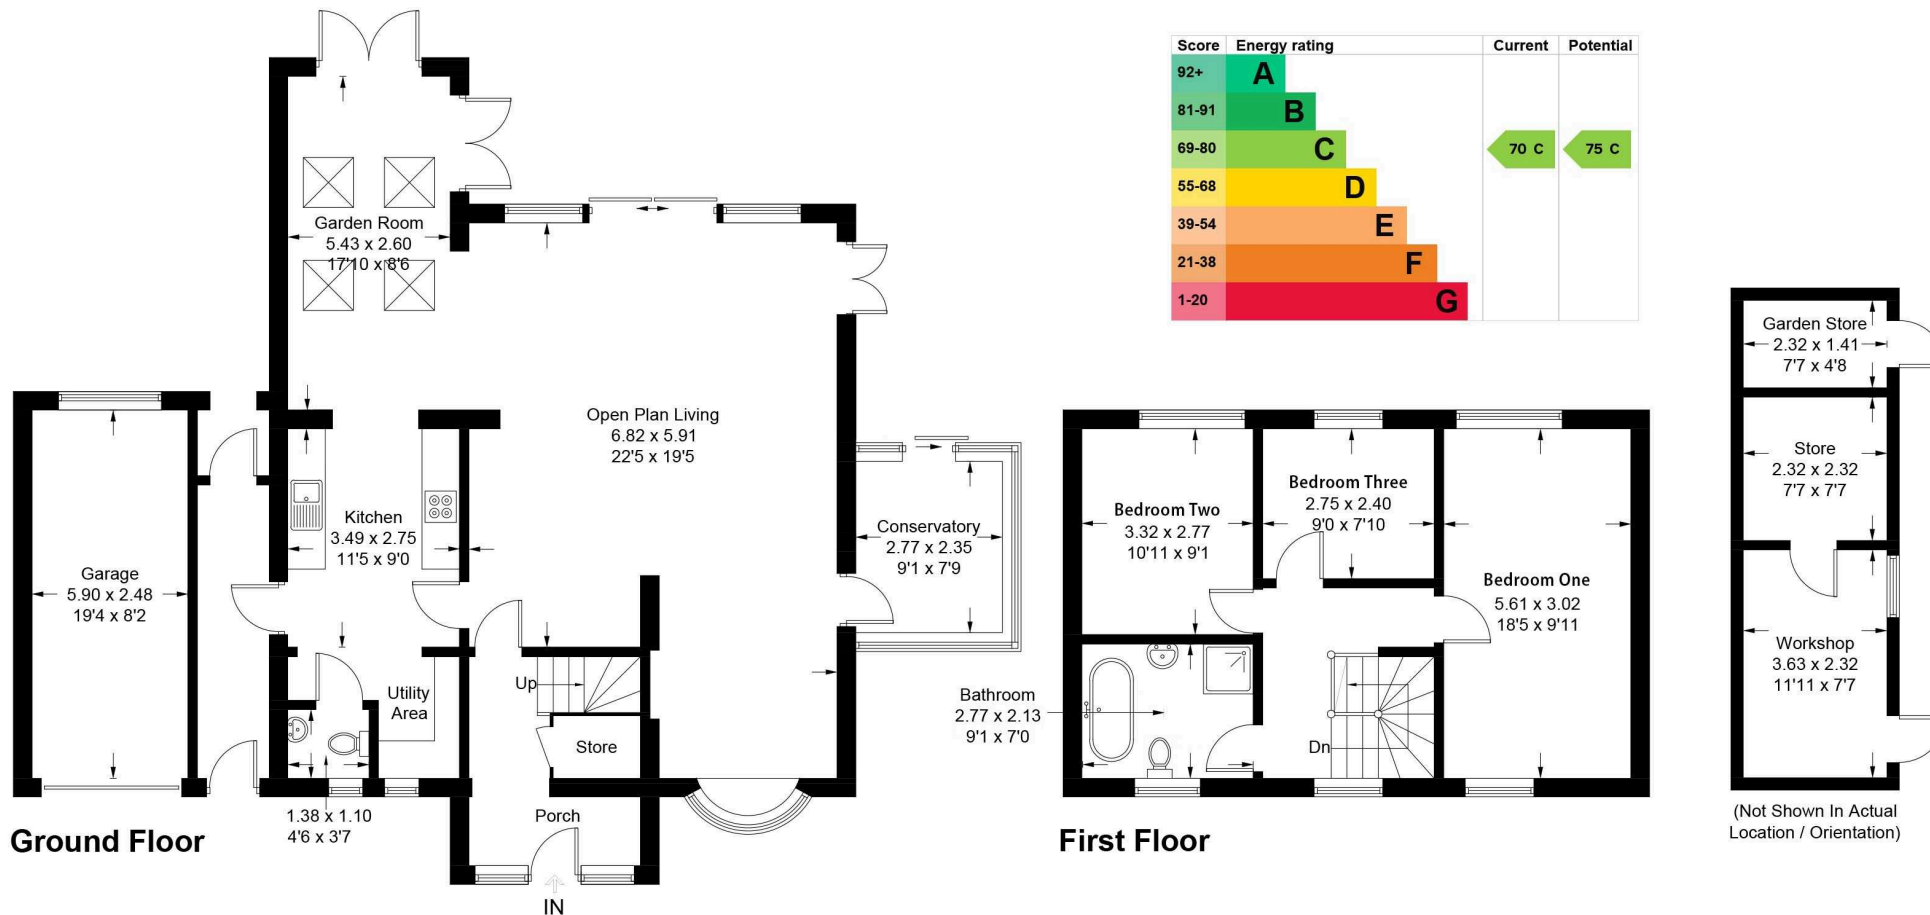 Garden Room
5.43 x 2.60
17'10 x 8'6
Open Plan Living
6.82 x 5.91
22'5 x 19'5
Kitchen
3.49 x 2.75
11'5 x 9'0
Conservatory
2.77 x 2.35
9'1 x 7'9
Garage
5.90 x 2.48
19'4 x 8'2
Utility
Area
Up
Store
1.38 x 1.10
4'6 x 3'7
Porch
IN
Ground Floor
Score Energy rating Current Potential
92+ A
81-91 B
69-80 C 70 C 75 C
55-68 D
39-54 E
21-38 F
1-20 G
Bedroom Two
3.32 x 2.77
10'11 x 9'1
Bedroom Three
2.75 x 2.40
9'0 x 7'10
Bedroom One
5.61 x 3.02
18'5 x 9'11
Bathroom
2.77 x 2.13
9'1 x 7'0
Dn
First Floor
Garden Store
2.32 x 1.41
7'7 x 4'8
Store
2.32 x 2.32
7'7 x 7'7
Workshop
3.63 x 2.32
11'11 x 7'7
(Not Shown In Actual
Location / Orientation)